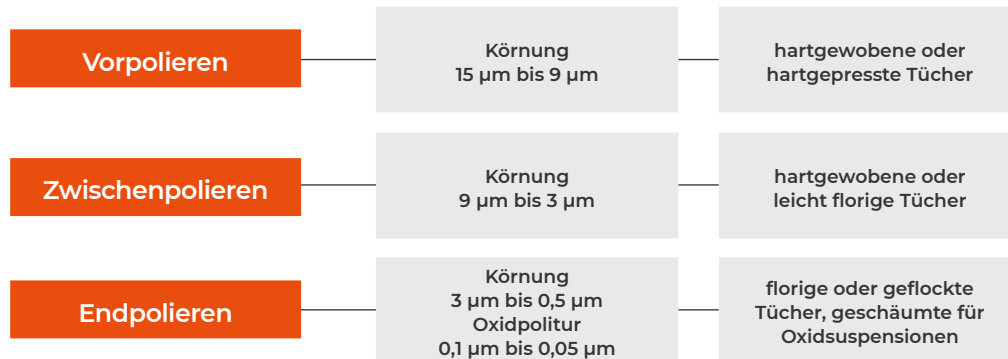 Vorpolieren
Körnung
15 µm bis 9 µm
hartgewobene oder
hartgepresste Tücher
Zwischenpolieren
Körnung
9 µm bis 3 µm
hartgewobene oder
leicht florige Tücher
Endpolieren
Körnung
3 µm bis 0,5 µm
Oxidpolitur
0,1 µm bis 0,05 µm
florige oder geflockte
Tücher, geschäumte für
Oxidsuspensionen